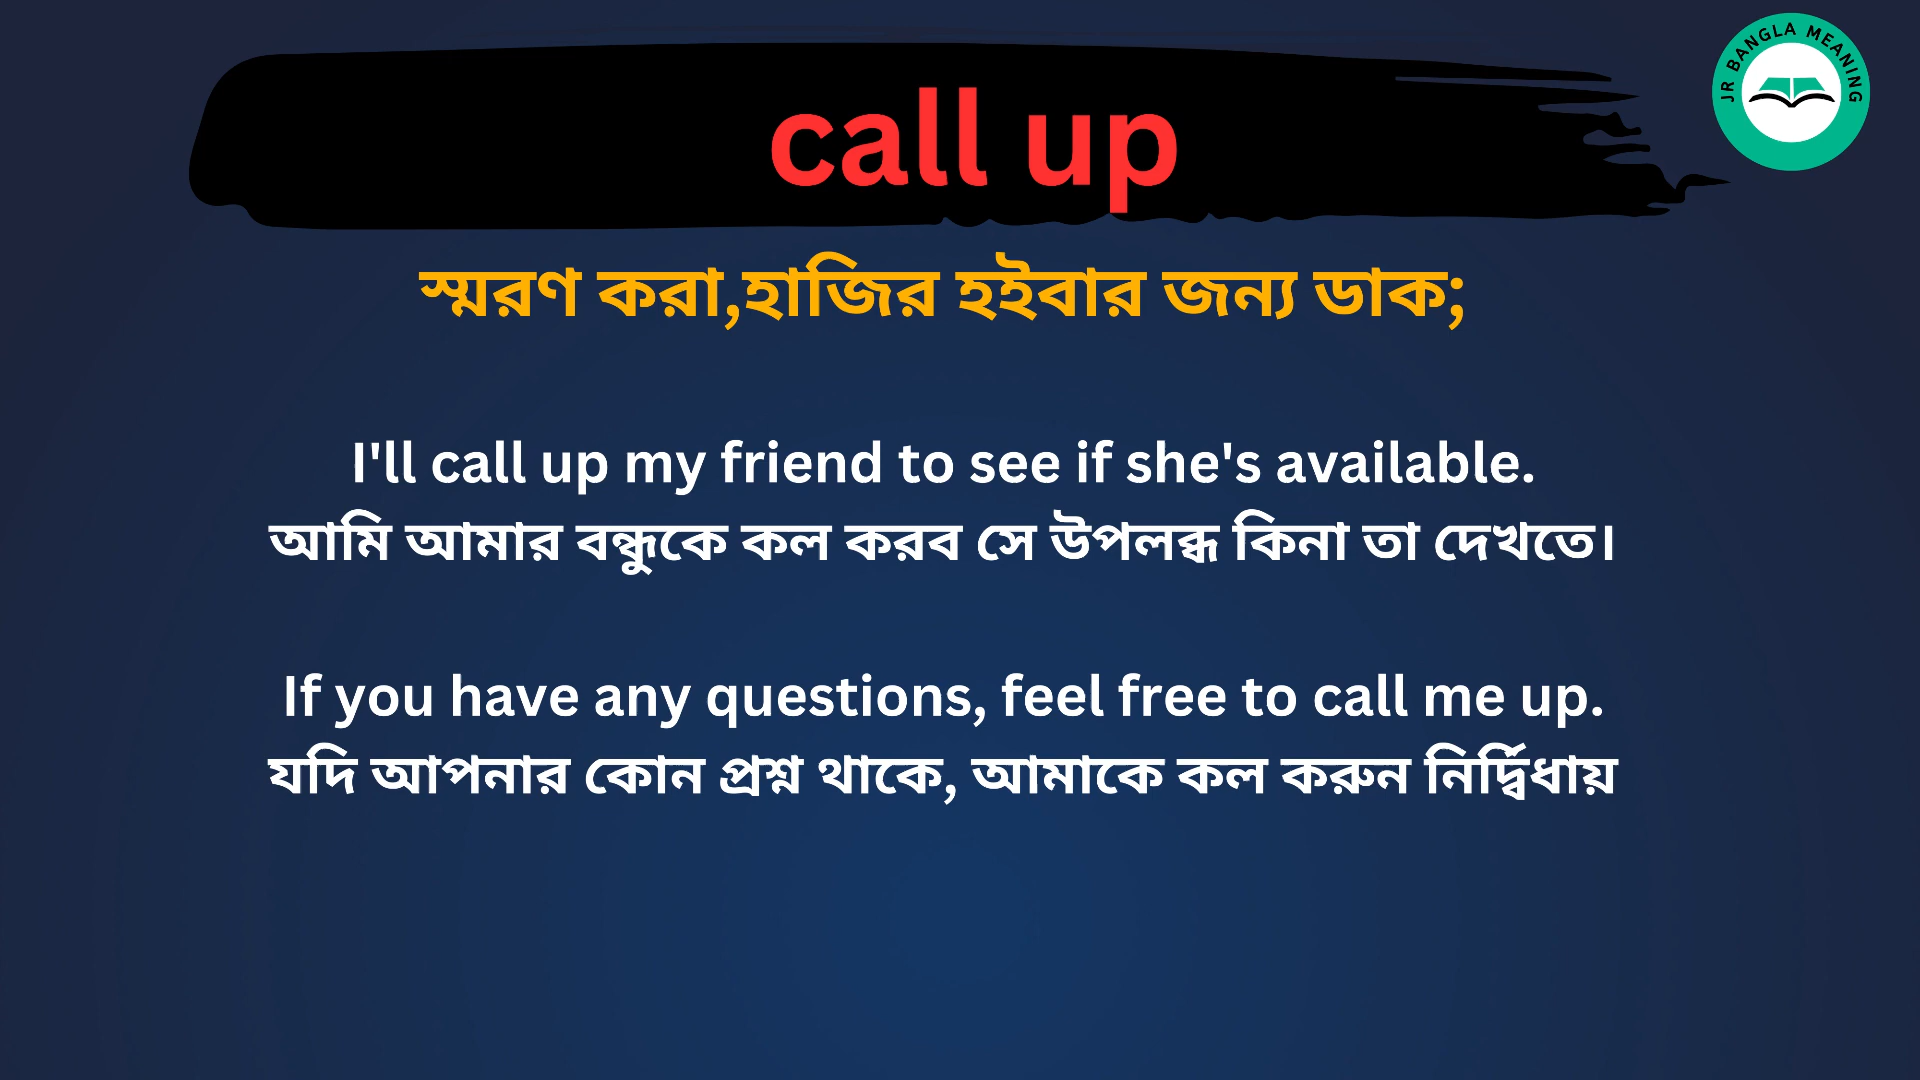 JR BANGLA MEANING
call up
স্মরণ করা,হাজির হইবার জন্য ডাক;
I'll call up my friend to see if she's available.
আমি আমার বন্ধুকে কল করব সে উপলব্ধ কিনা তা দেখতে।
If you have any questions, feel free to call me up.
যদি আপনার কোন প্রশ্ন থাকে, আমাকে কল করুন নির্দ্বিধায়